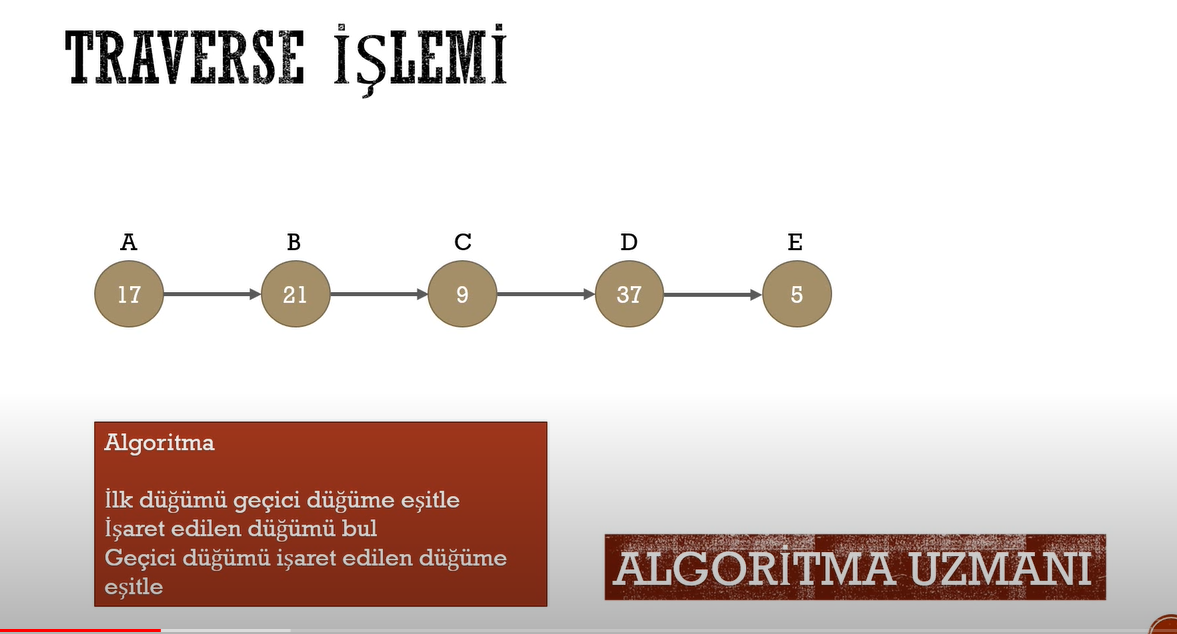 TRAVERSE İŞLEMİ
A B C D E
17 21 9 37 5
Algoritma
İlk düğümü geçici düğüme eşitle
İşaret edilen düğümü bul
Geçici düğümü işaret edilen düğüme
eşitle
ALGORİTMA UZMANI